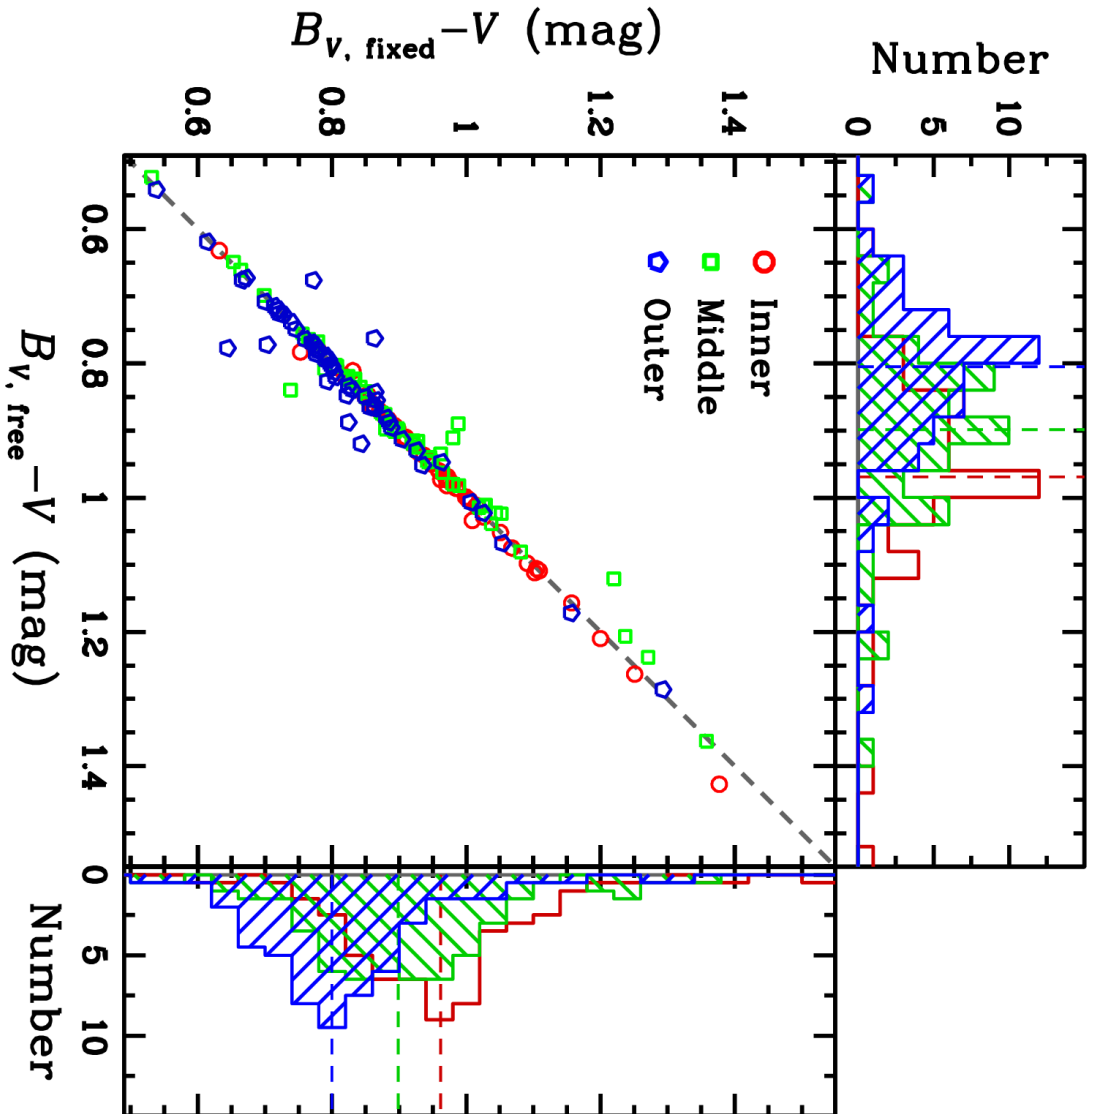 B_V, fixed−V (mag)
Number
0.6 0.8 1 1.2 1.4
0 5 10
Inner
Middle
Outer
0.6 0.8 1 1.2 1.4
B_V, free−V (mag)
0 5 10
Number